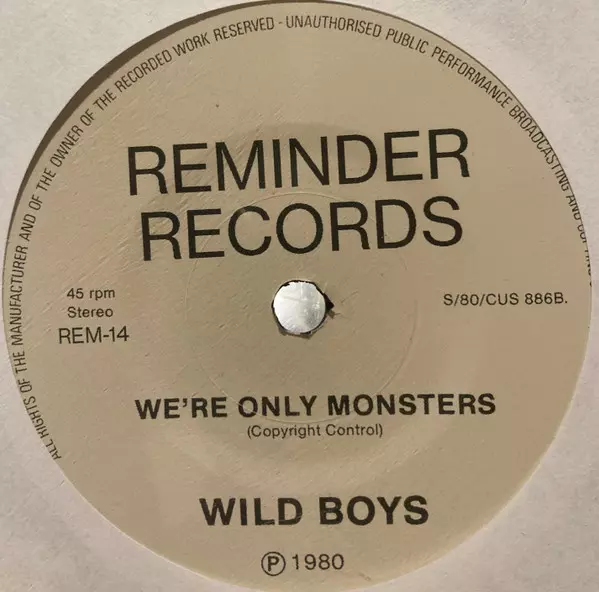 ALL RIGHTS OF THE MANUFACTURER AND OF THE OWNER OF THE RECORDED WORK RESERVED - UNAUTHORISED PUBLIC PERFORMANCE BROADCASTING AND
REMINDER
RECORDS
45 rpm
Stereo
REM-14
S/80/CUS 886B.
WE'RE ONLY MONSTERS
(Copyright Control)
WILD BOYS
Ⓟ 1980